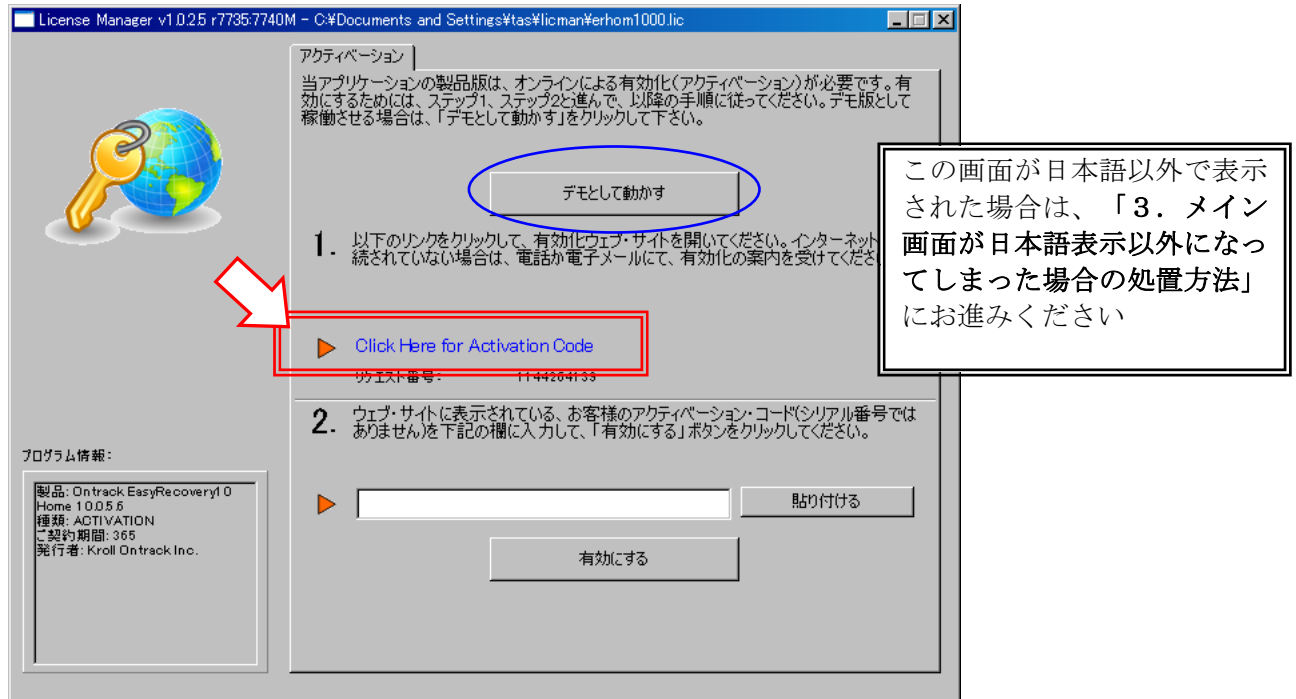 License Manager v1.0.2.5 r7735:7740M - C:¥Documents and Settings¥tas¥licman¥erhom1000.lic
アクティベーション
当アプリケーションの製品版は、オンラインによる有効化(アクティベーション)が必要です。有
効にするためには、ステップ1、ステップ2と進んで、以降の手順に従ってください。デモ版として
稼働させる場合は、「デモとして動かす」をクリックして下さい。
デモとして動かす
この画面が日本語以外で表示
された場合は、「3.メイン
画面が日本語表示以外になっ
てしまった場合の処置方法」
にお進みください
1. 以下のリンクをクリックして、有効化ウェブ・サイトを開いてください。インターネット
続されていない場合は、電話か電子メールにて、有効化の案内を受けてくださ
Click Here for Activation Code
リクエスト番号:
2. ウェブ・サイトに表示されている、お客様のアクティベーション・コード(シリアル番号では
ありません)を下記の欄に入力して、「有効にする」ボタンをクリックしてください。
貼り付ける
有効にする
プログラム情報:
製品: Ontrack EasyRecovery10
Home 10.0.5.6
種類: ACTIVATION
ご契約期間: 365
発行者: Kroll Ontrack Inc.